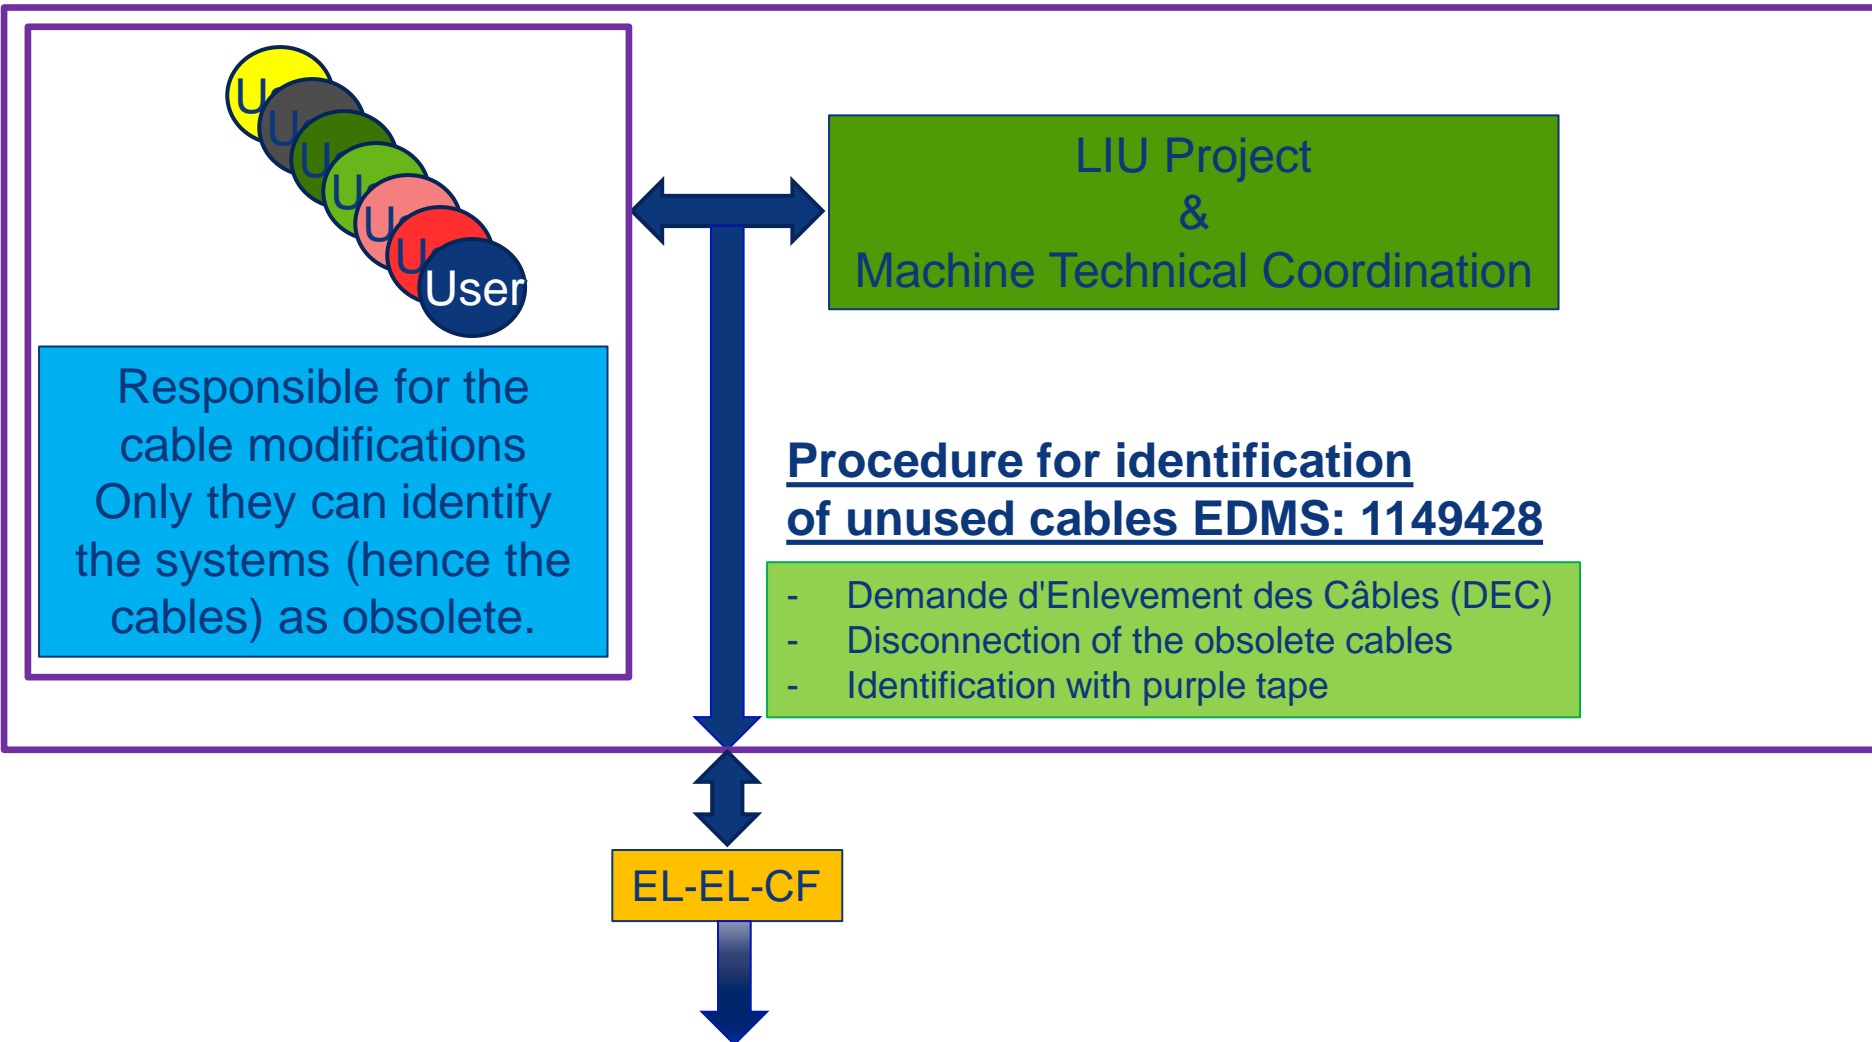 U
U
U
U
U
U
User
LIU Project
&
Machine Technical Coordination
Responsible for the
cable modifications
Only they can identify
the systems (hence the
cables) as obsolete.
Procedure for identification
of unused cables EDMS: 1149428
- Demande d'Enlevement des Câbles (DEC)
- Disconnection of the obsolete cables
- Identification with purple tape
EL-EL-CF